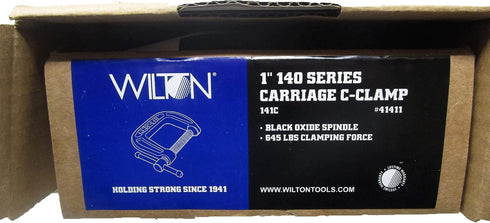 WILTON®
HOLDING STRONG SINCE 1941
1" 140 SERIES
CARRIAGE C-CLAMP
141C #41411
• BLACK OXIDE SPINDLE
• 645 LBS CLAMPING FORCE
WWW.WILTONTOOLS.COM